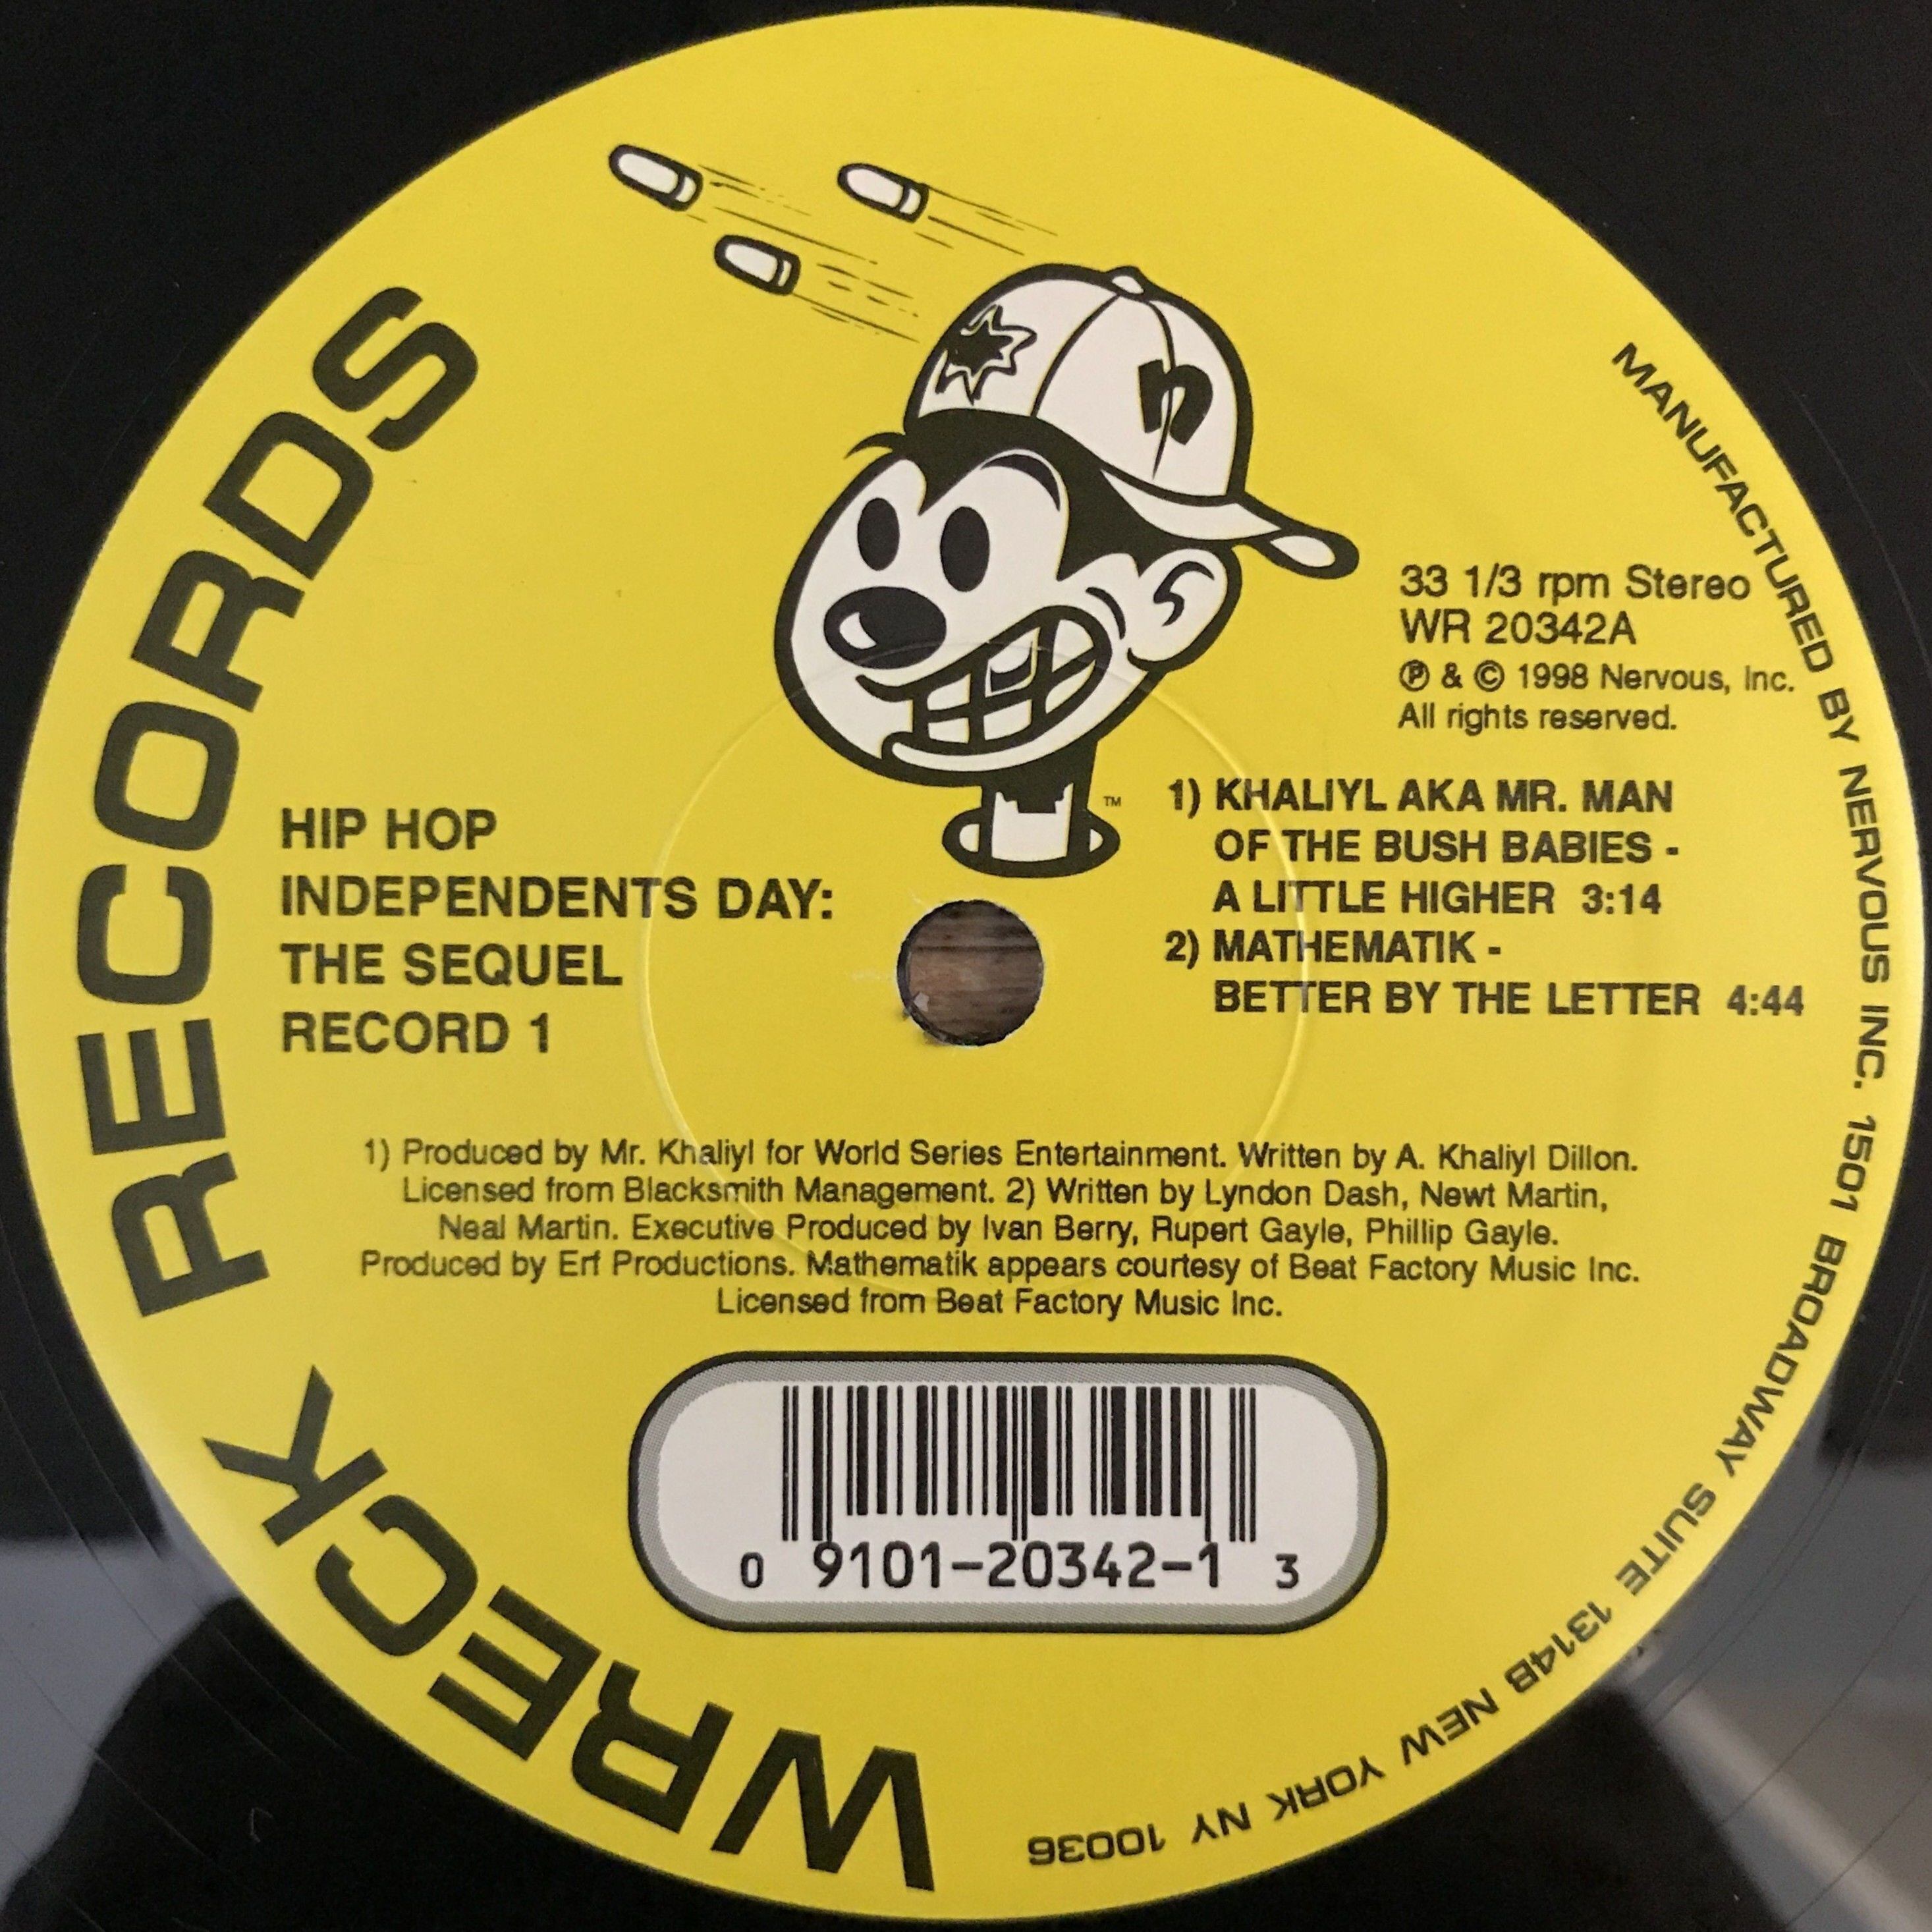 WRECK RECORDS
n
MANUFACTURED BY NERVOUS INC. 1501 BROADWAY SUITE 1314B NEW YORK NY 10036
33 1/3 rpm Stereo
WR 20342A
℗ & © 1998 Nervous, Inc.
All rights reserved.
TM
HIP HOP
INDEPENDENTS DAY:
THE SEQUEL
RECORD 1
1) KHALIYL AKA MR. MAN
OF THE BUSH BABIES -
A LITTLE HIGHER 3:14
2) MATHEMATIK -
BETTER BY THE LETTER 4:44
1) Produced by Mr. Khaliyl for World Series Entertainment. Written by A. Khaliyl Dillon.
Licensed from Blacksmith Management. 2) Written by Lyndon Dash, Newt Martin,
Neal Martin. Executive Produced by Ivan Berry, Rupert Gayle, Phillip Gayle.
Produced by Erf Productions. Mathematik appears courtesy of Beat Factory Music Inc.
Licensed from Beat Factory Music Inc.
0 9101-20342-1 3